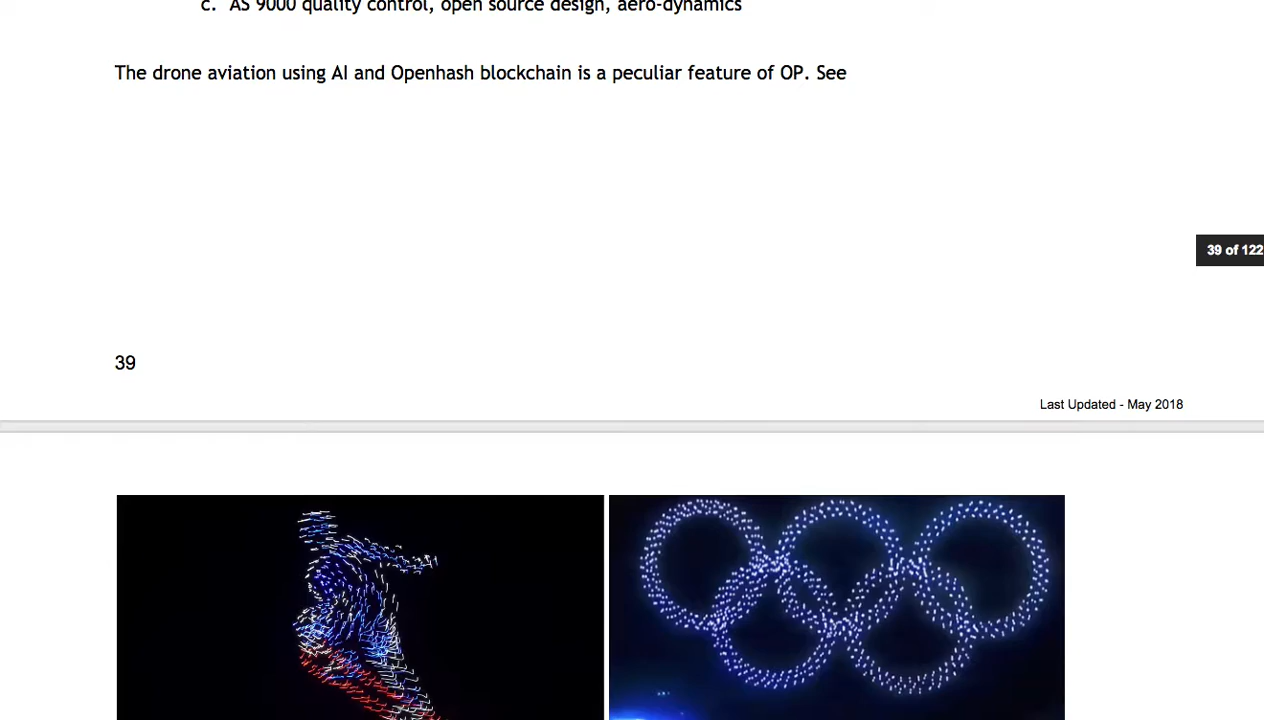 c. AS 9000 quality control, open source design, aero-dynamics
The drone aviation using AI and Openhash blockchain is a peculiar feature of OP. See
39 of 122
39
Last Updated - May 2018